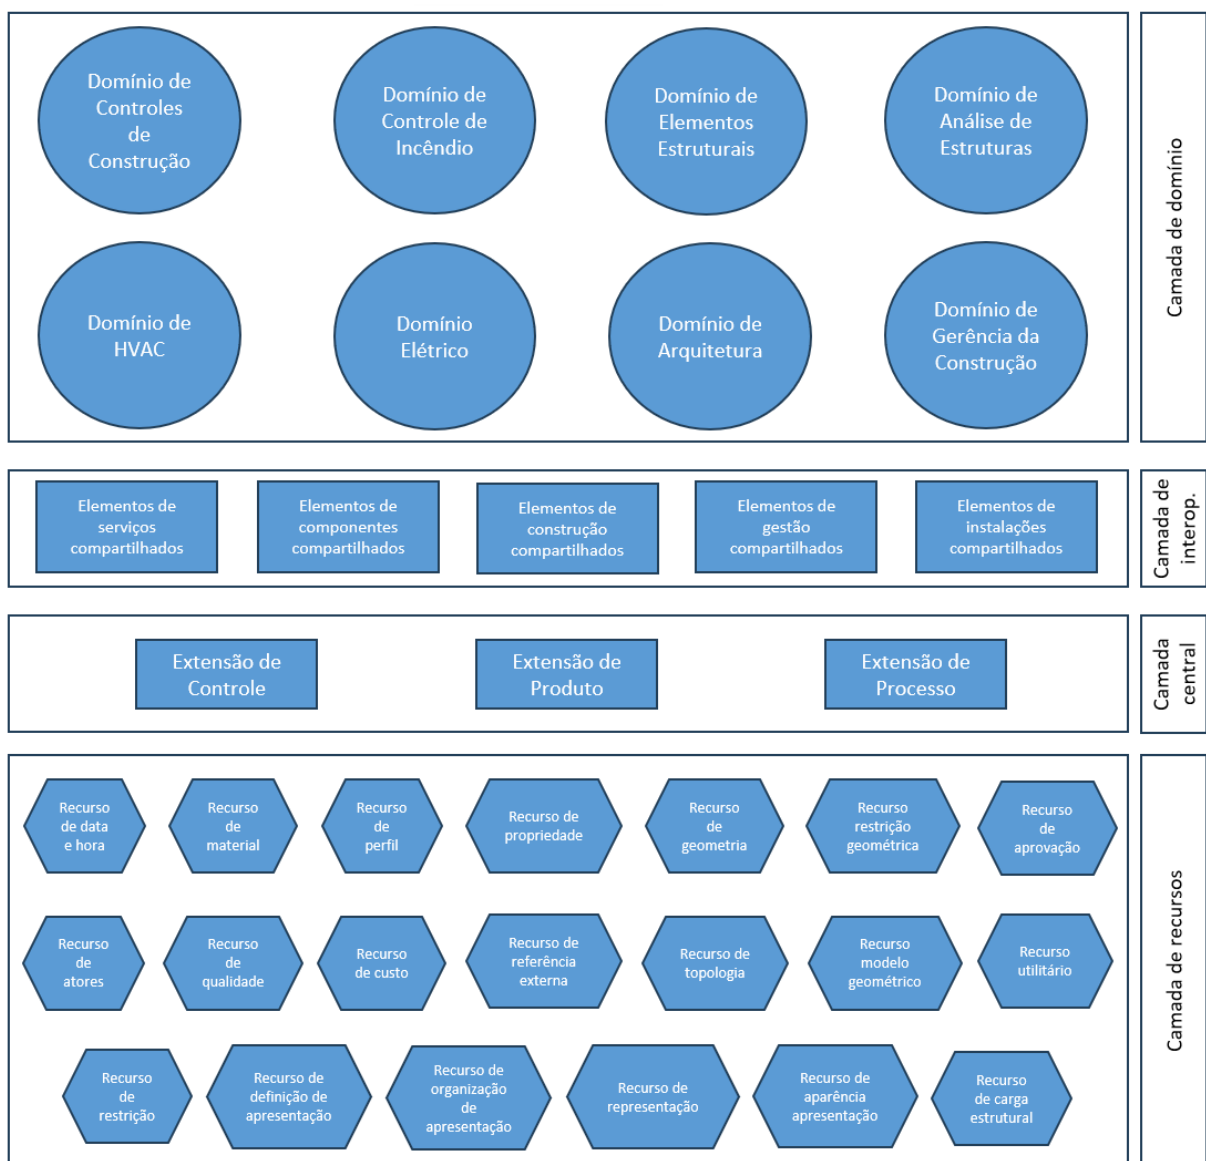 Domínio de
Controles
de
Construção
Domínio de
Controle de
Incêndio
Domínio de
Elementos
Estruturais
Domínio de
Análise de
Estruturas
Domínio de
HVAC
Domínio
Elétrico
Domínio de
Arquitetura
Domínio de
Gerência da
Construção
Camada de domínio
Elementos de
serviços
compartilhados
Elementos de
componentes
compartilhados
Elementos de
construção
compartilhados
Elementos de
gestão
compartilhados
Elementos de
instalações
compartilhados
Camada de
interop.
Extensão de
Controle
Extensão de
Produto
Extensão de
Processo
Camada
central
Recurso
de data
e hora
Recurso
de
material
Recurso
de
perfil
Recurso de
propriedade
Recurso
de
geometria
Recurso
restrição
geométrica
Recurso
de
aprovação
Recurso
de
atores
Recurso
de
qualidade
Recurso
de custo
Recurso de
referência
externa
Recurso de
topologia
Recurso
modelo
geométrico
Recurso
utilitário
Recurso
de
restrição
Recurso de
definição de
apresentação
Recurso de
organização
de
apresentação
Recurso de
representação
Recurso de
aparência
apresentação
Recurso
de carga
estrutural
Camada de recursos